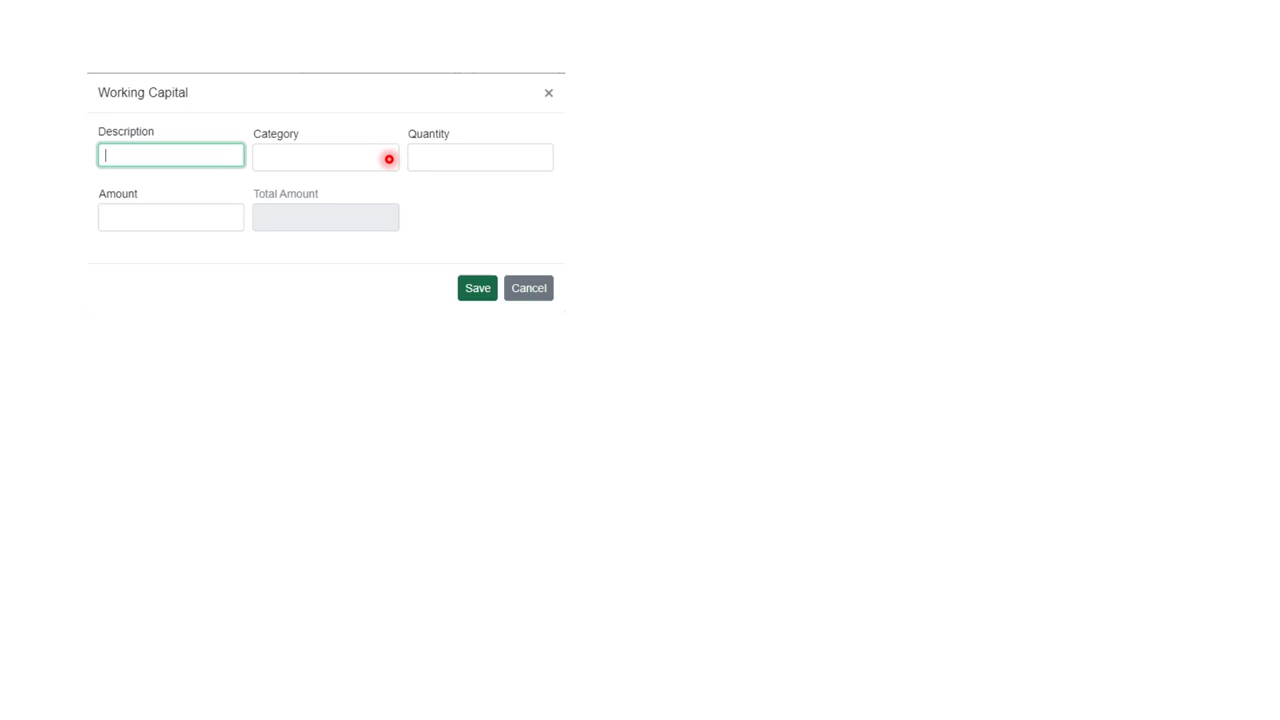 Working Capital ×
Description Category Quantity
Amount Total Amount
Save Cancel